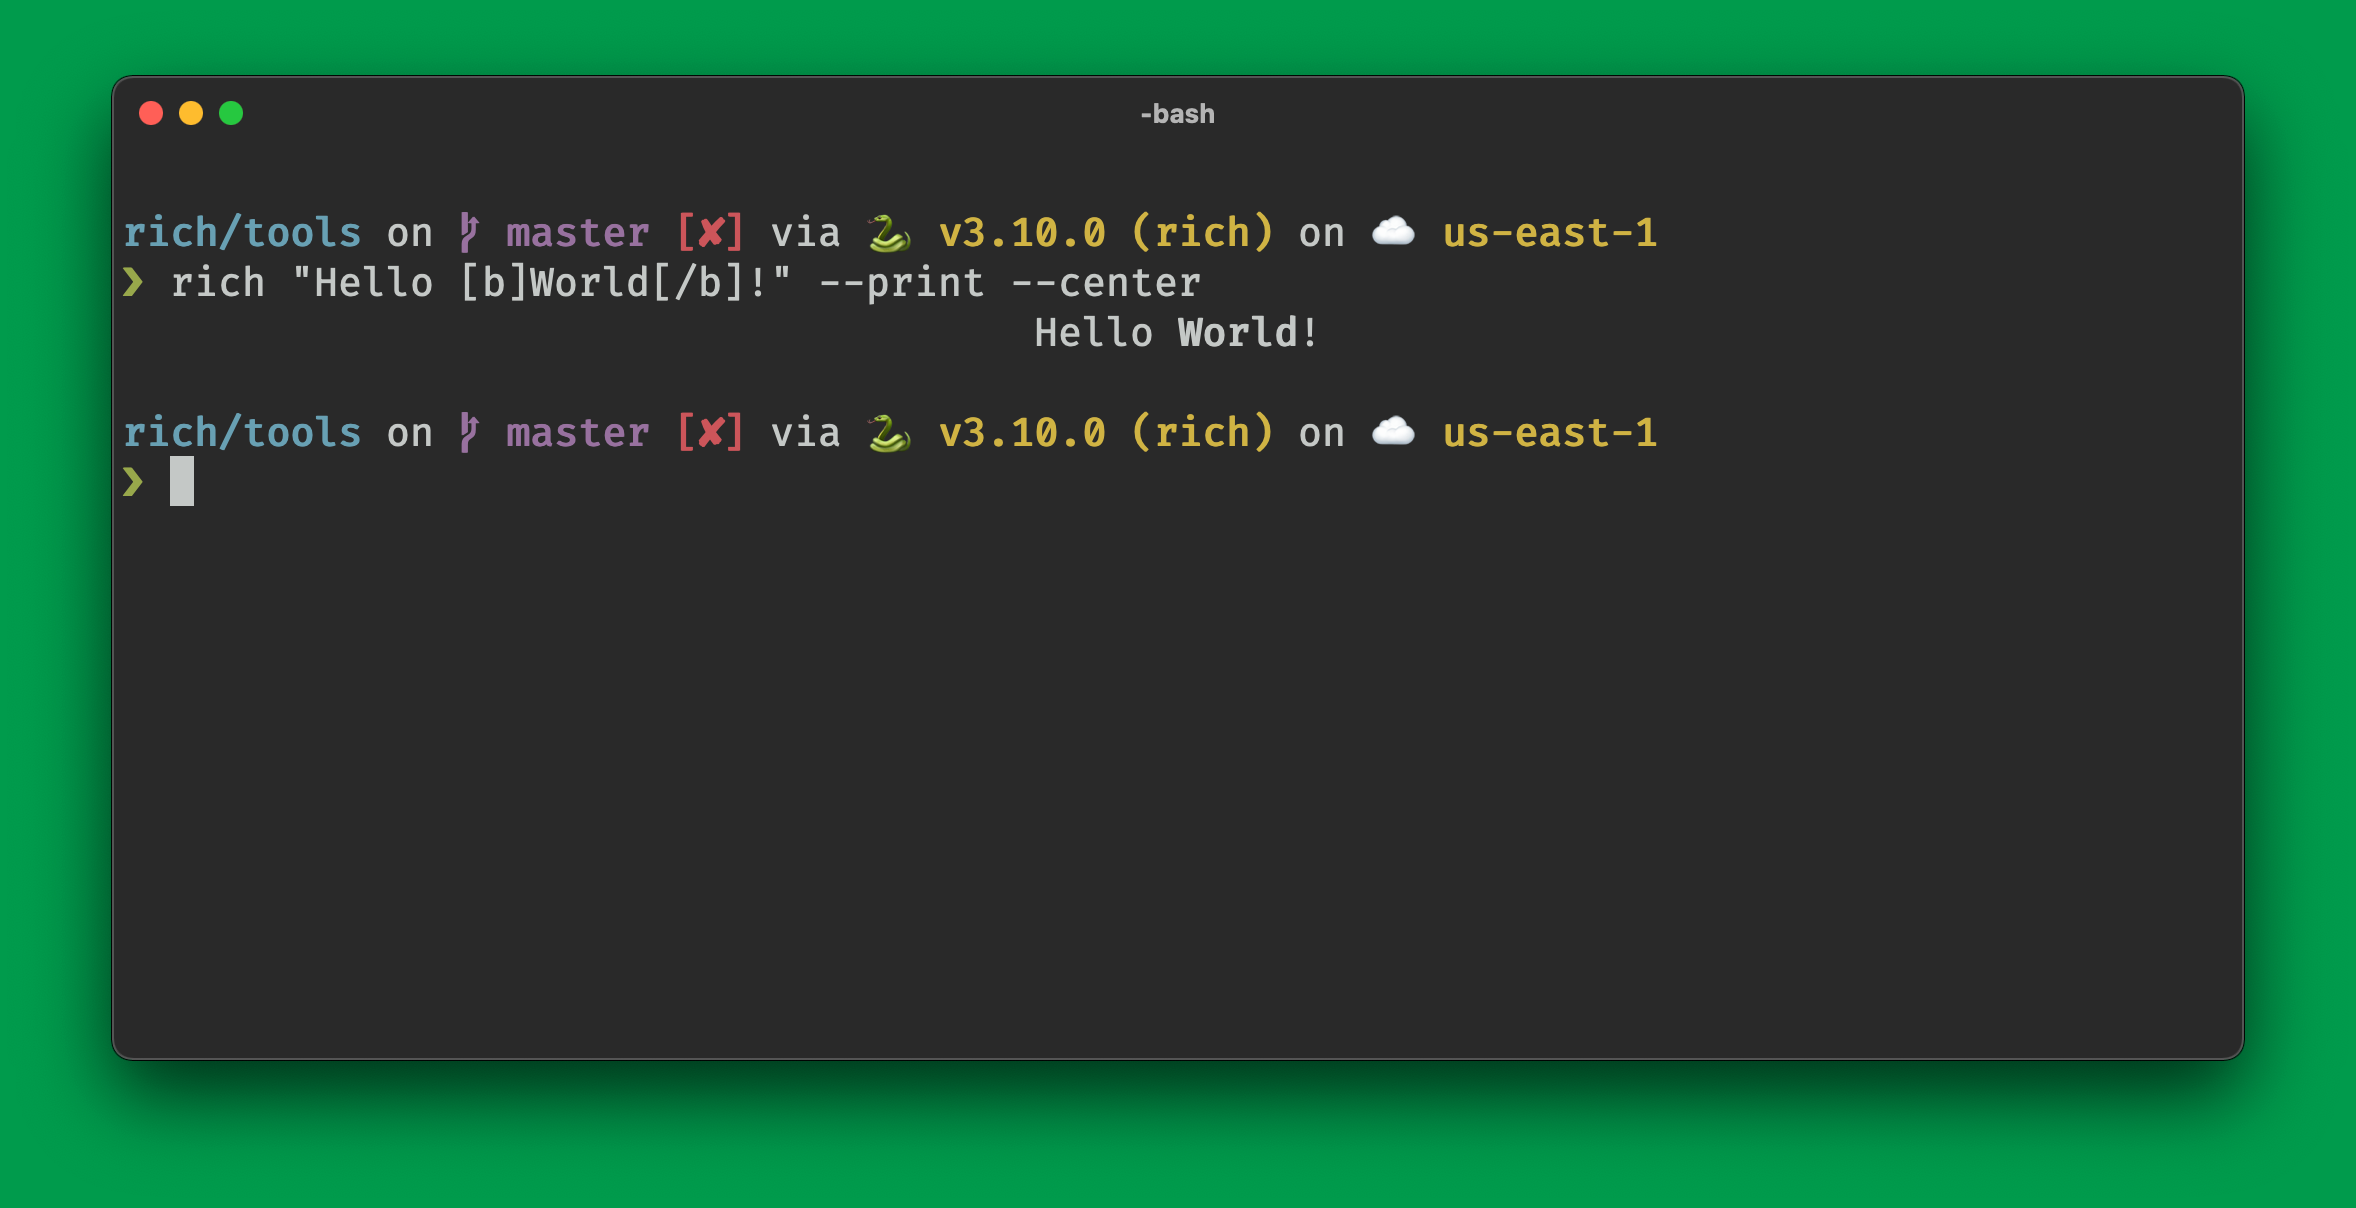 -bash
rich/tools on  master [✘] via 🐍 v3.10.0 (rich) on ☁️ us-east-1
❯ rich "Hello [b]World[/b]!" --print --center
Hello World!
rich/tools on  master [✘] via 🐍 v3.10.0 (rich) on ☁️ us-east-1
❯